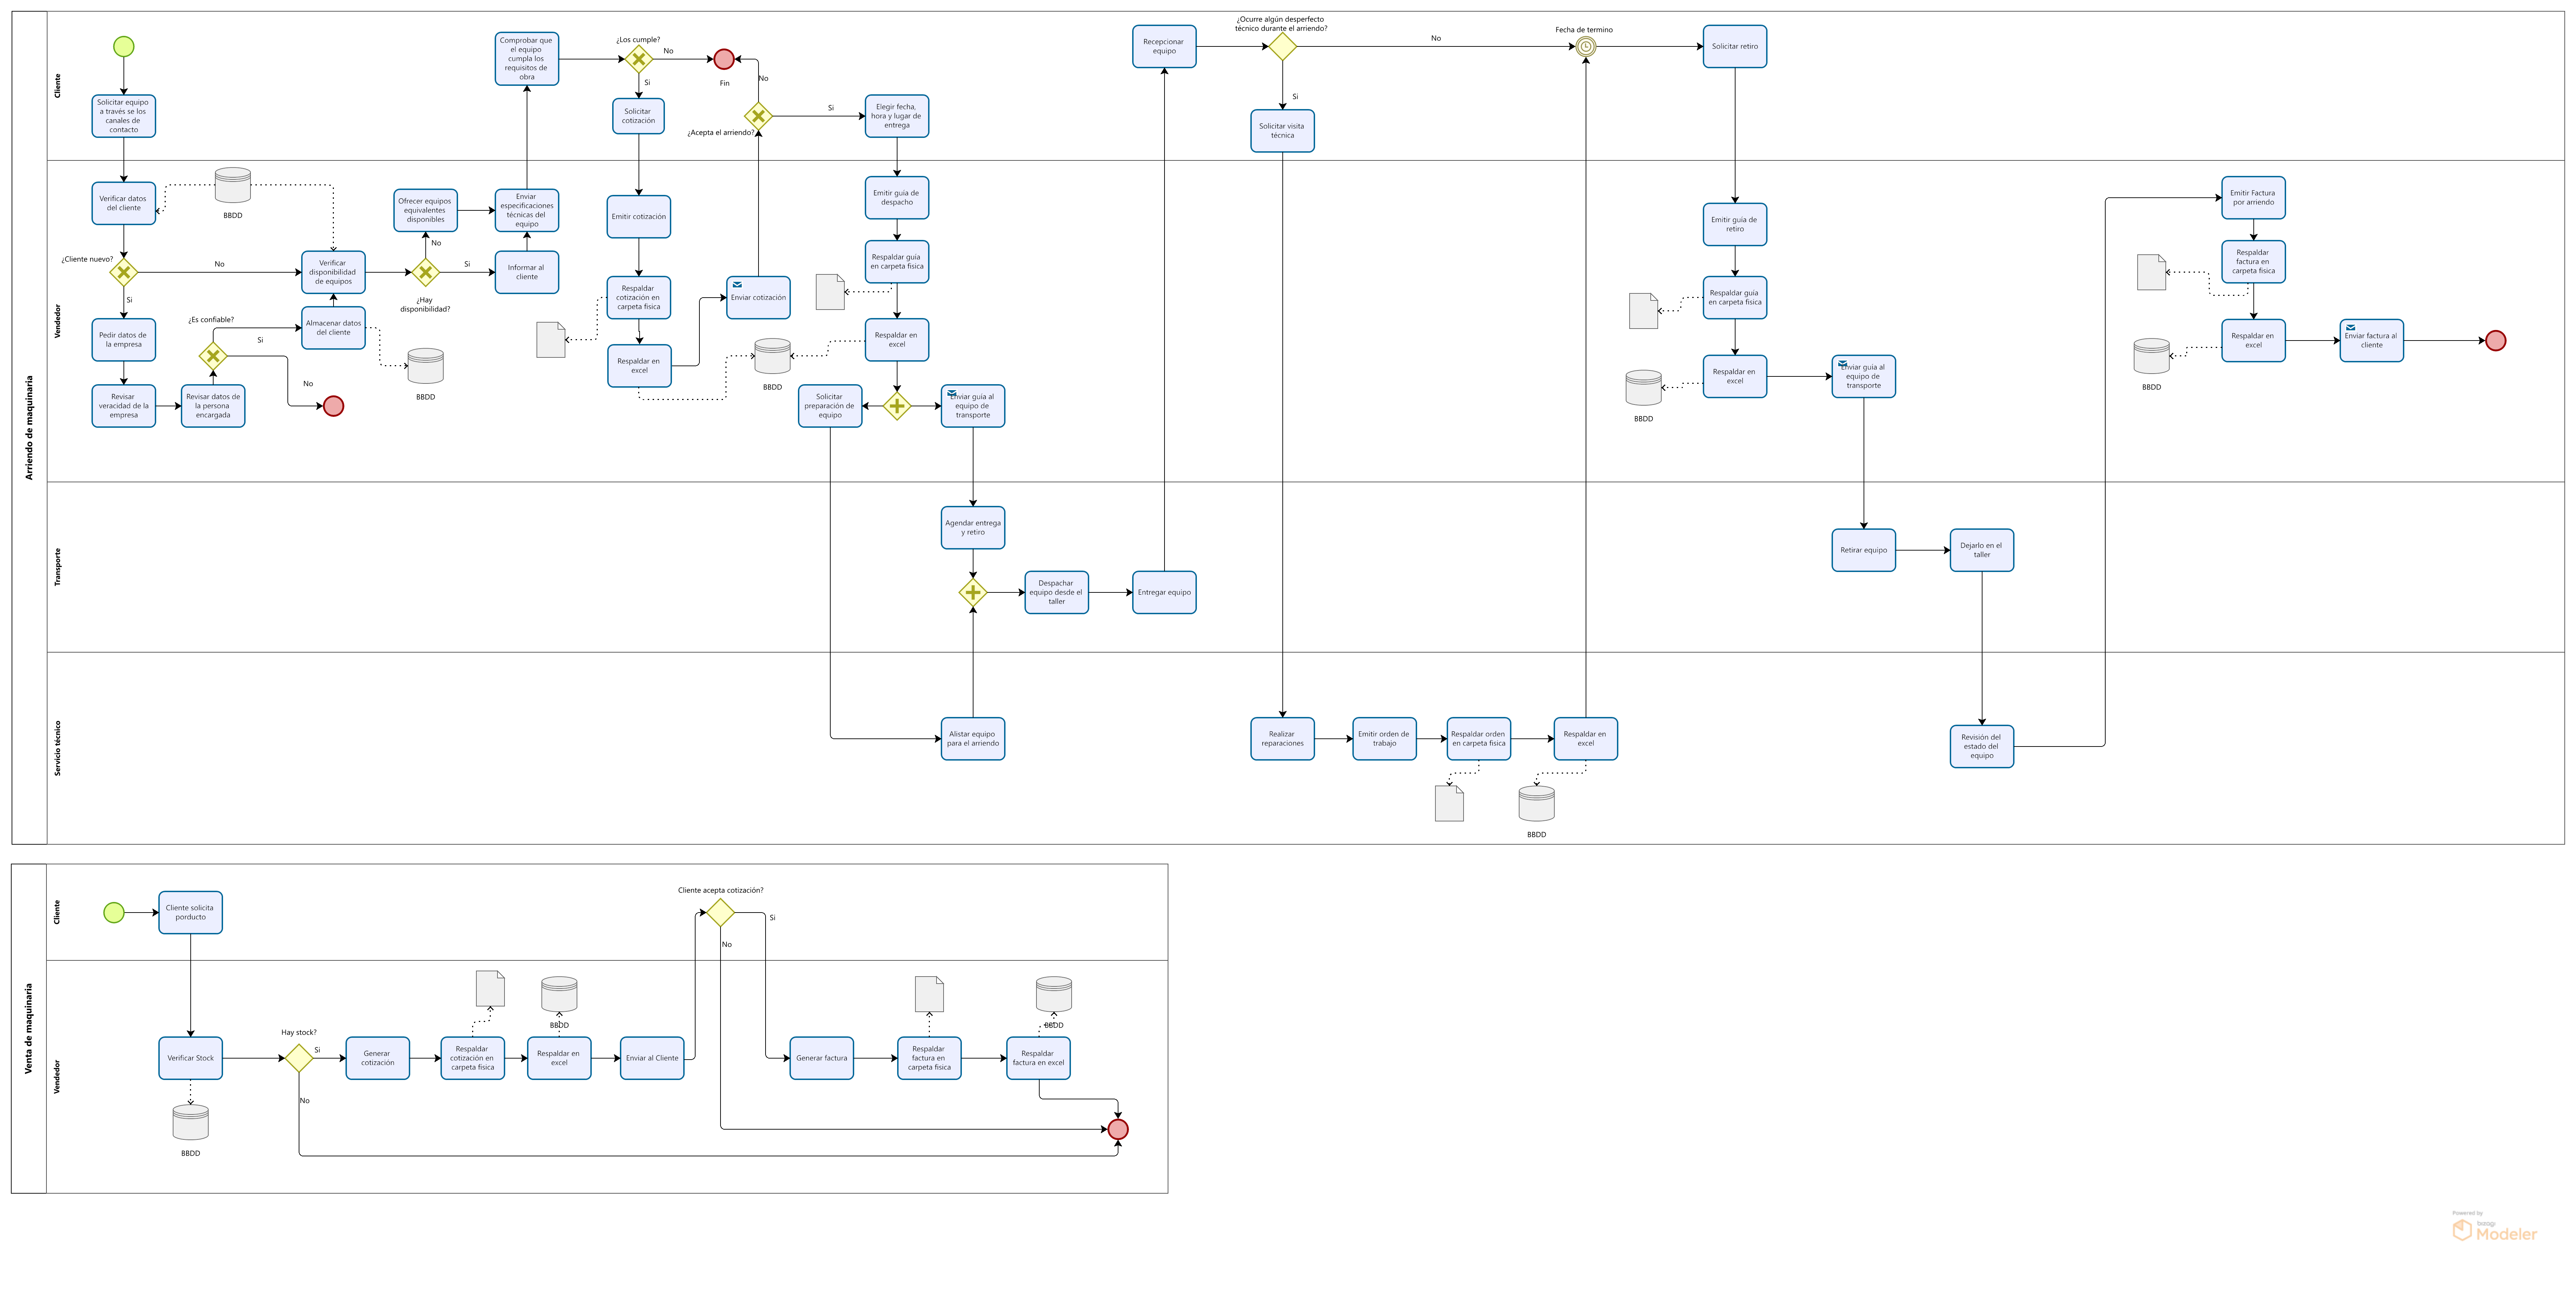 Arriendo de maquinaria
Cliente
Solicitar equipo
a través se los
canales de
contacto
Comprobar que
el equipo
cumpla los
requisitos de
obra
¿Los cumple?
No
Si
Fin
Solicitar
cotización
No
¿Acepta el arriendo?
Si
Elegir fecha,
hora y lugar de
entrega
Recepcionar
equipo
¿Ocurre algún desperfecto
técnico durante el arriendo?
No
Si
Solicitar visita
técnica
Fecha de termino
Solicitar retiro
Vendedor
Verificar datos
del cliente
BBDD
¿Cliente nuevo?
No
Si
Pedir datos de
la empresa
Revisar
veracidad de la
empresa
Revisar datos de
la persona
encargada
¿Es confiable?
Si
No
Almacenar datos
del cliente
BBDD
Verificar
disponibilidad
de equipos
¿Hay
disponibilidad?
No
Si
Ofrecer equipos
equivalentes
disponibles
Informar al
cliente
Enviar
especificaciones
técnicas del
equipo
Emitir cotización
Respaldar
cotización en
carpeta fisica
Respaldar en
excel
Enviar cotización
BBDD
Emitir guia de
despacho
Respaldar guía
en carpeta fisica
Respaldar en
excel
Solicitar
preparación de
equipo
Enviar guia al
equipo de
transporte
Emitir guía de
retiro
Respaldar guía
en carpeta fisica
Respaldar en
excel
BBDD
Enviar guia al
equipo de
transporte
Emitir Factura
por arriendo
Respaldar
factura en
carpeta fisica
Respaldar en
excel
BBDD
Enviar factura al
cliente
Transporte
Agendar entrega
y retiro
Despachar
equipo desde el
taller
Entregar equipo
Retirar equipo
Dejarlo en el
taller
Servicio técnico
Alistar equipo
para el arriendo
Realizar
reparaciones
Emitir orden de
trabajo
Respaldar orden
en carpeta fisica
Respaldar en
excel
BBDD
Revisión del
estado del
equipo
Venta de maquinaria
Cliente
Cliente solicita
porducto
Cliente acepta cotización?
Si
No
Vendedor
Verificar Stock
BBDD
Hay stock?
Si
No
Generar
cotización
Respaldar
cotización en
carpeta fisica
Respaldar en
excel
BBDD
Enviar al Cliente
Generar factura
Respaldar
factura en
carpeta fisica
Respaldar
factura en excel
BBDD
Powered by
bizagi
Modeler